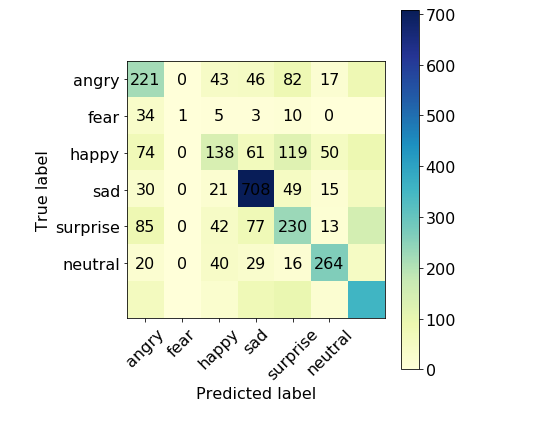 700
600
500
400
300
200
100
0
angry 221 0 43 46 82 17
fear 34 1 5 3 10 0
happy 74 0 138 61 119 50
sad 30 0 21 708 49 15
surprise 85 0 42 77 230 13
neutral 20 0 40 29 16 264
True label
angry fear happy sad surprise neutral
Predicted label